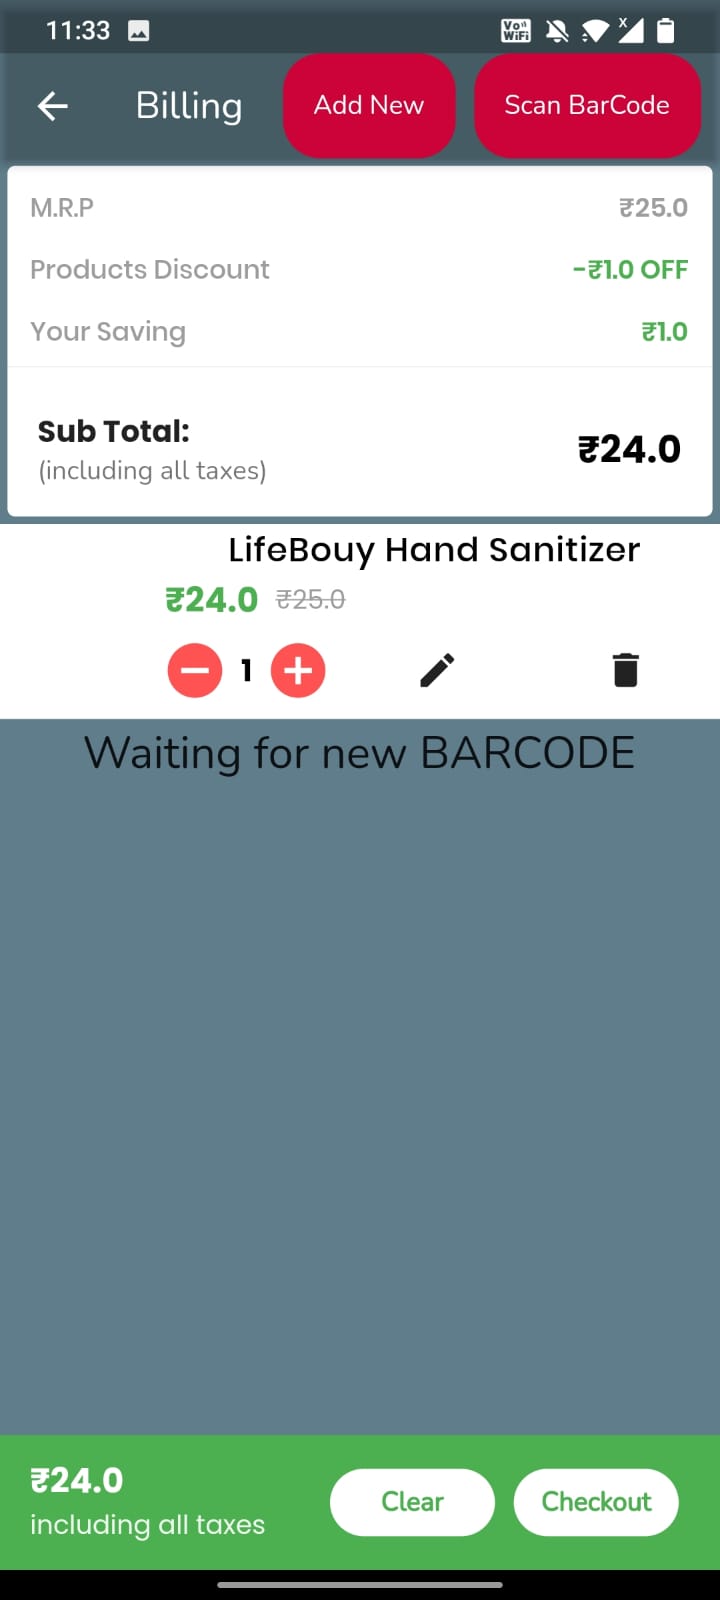 11:33
Vo))
WiFi
X
Billing
Add New
Scan BarCode
M.R.P ₹25.0
Products Discount -₹1.0 OFF
Your Saving ₹1.0
Sub Total: ₹24.0
(including all taxes)
LifeBouy Hand Sanitizer
₹24.0 ₹25.0
1
Waiting for new BARCODE
₹24.0
including all taxes
Clear
Checkout